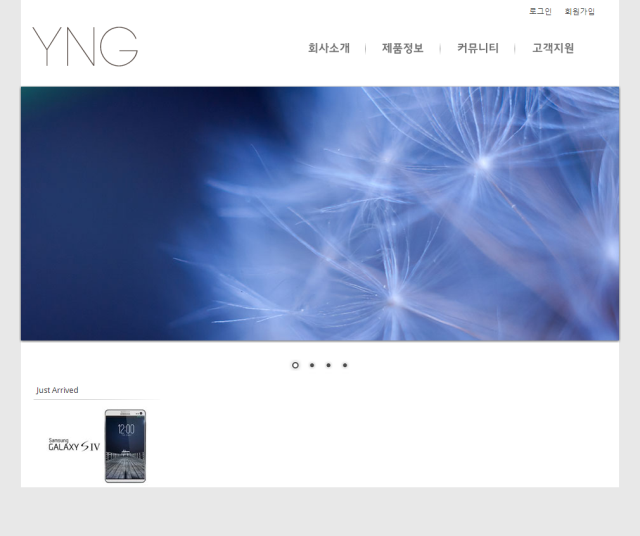 로그인 회원가입
YNG
회사소개 제품정보 커뮤니티 고객지원
Just Arrived
Samsung
GALAXY S IV
12:00